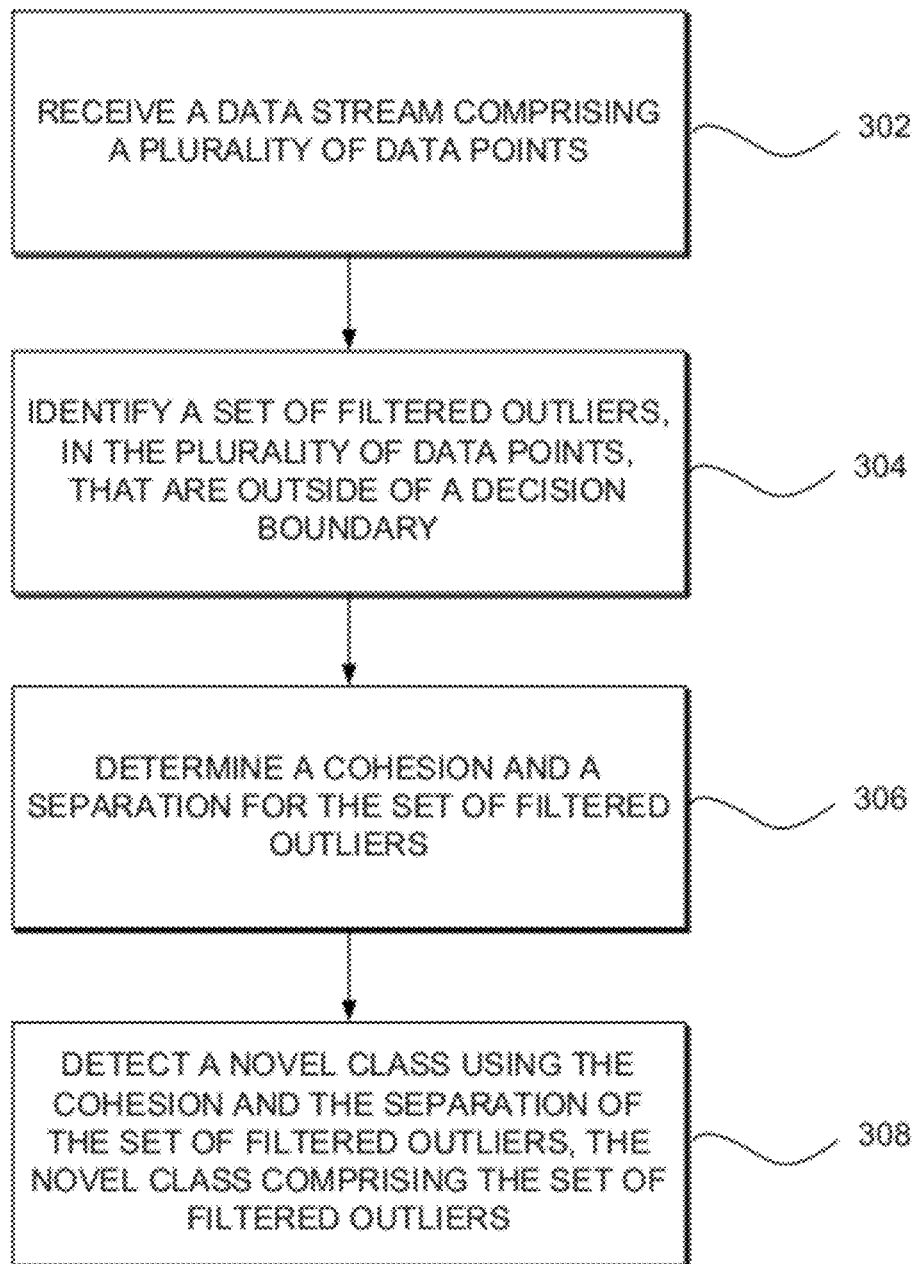 RECEIVE A DATA STREAM COMPRISING
A PLURALITY OF DATA POINTS
302
IDENTIFY A SET OF FILTERED OUTLIERS,
IN THE PLURALITY OF DATA POINTS,
THAT ARE OUTSIDE OF A DECISION
BOUNDARY
304
DETERMINE A COHESION AND A
SEPARATION FOR THE SET OF FILTERED
OUTLIERS
306
DETECT A NOVEL CLASS USING THE
COHESION AND THE SEPARATION OF
THE SET OF FILTERED OUTLIERS, THE
NOVEL CLASS COMPRISING THE SET OF
FILTERED OUTLIERS
308